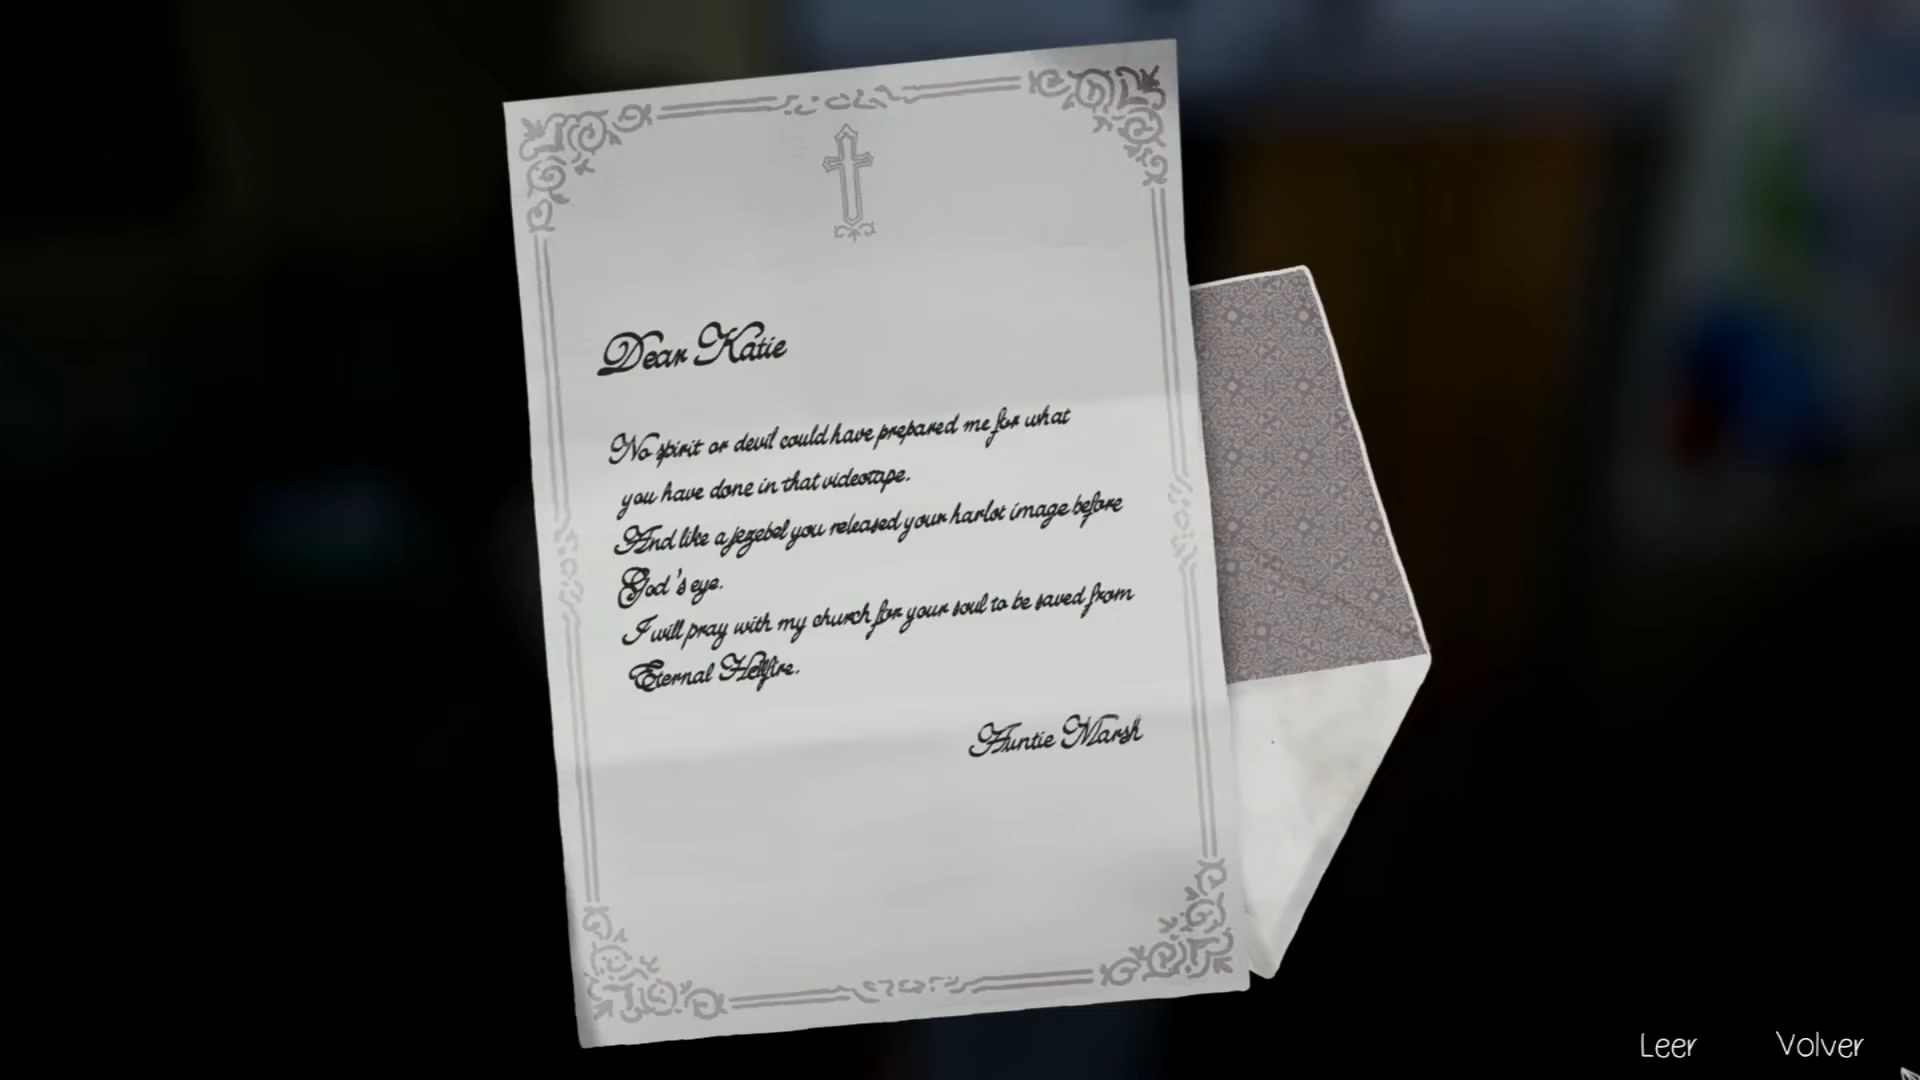 Dear Katie
No spirit or devil could have prepared me for what
you have done in that videotape.
And like a jezebel you released your harlot image before
God's eye.
I will pray with my church for your soul to be saved from
Eternal Hellfire.
Auntie Marsh
Leer
Volver